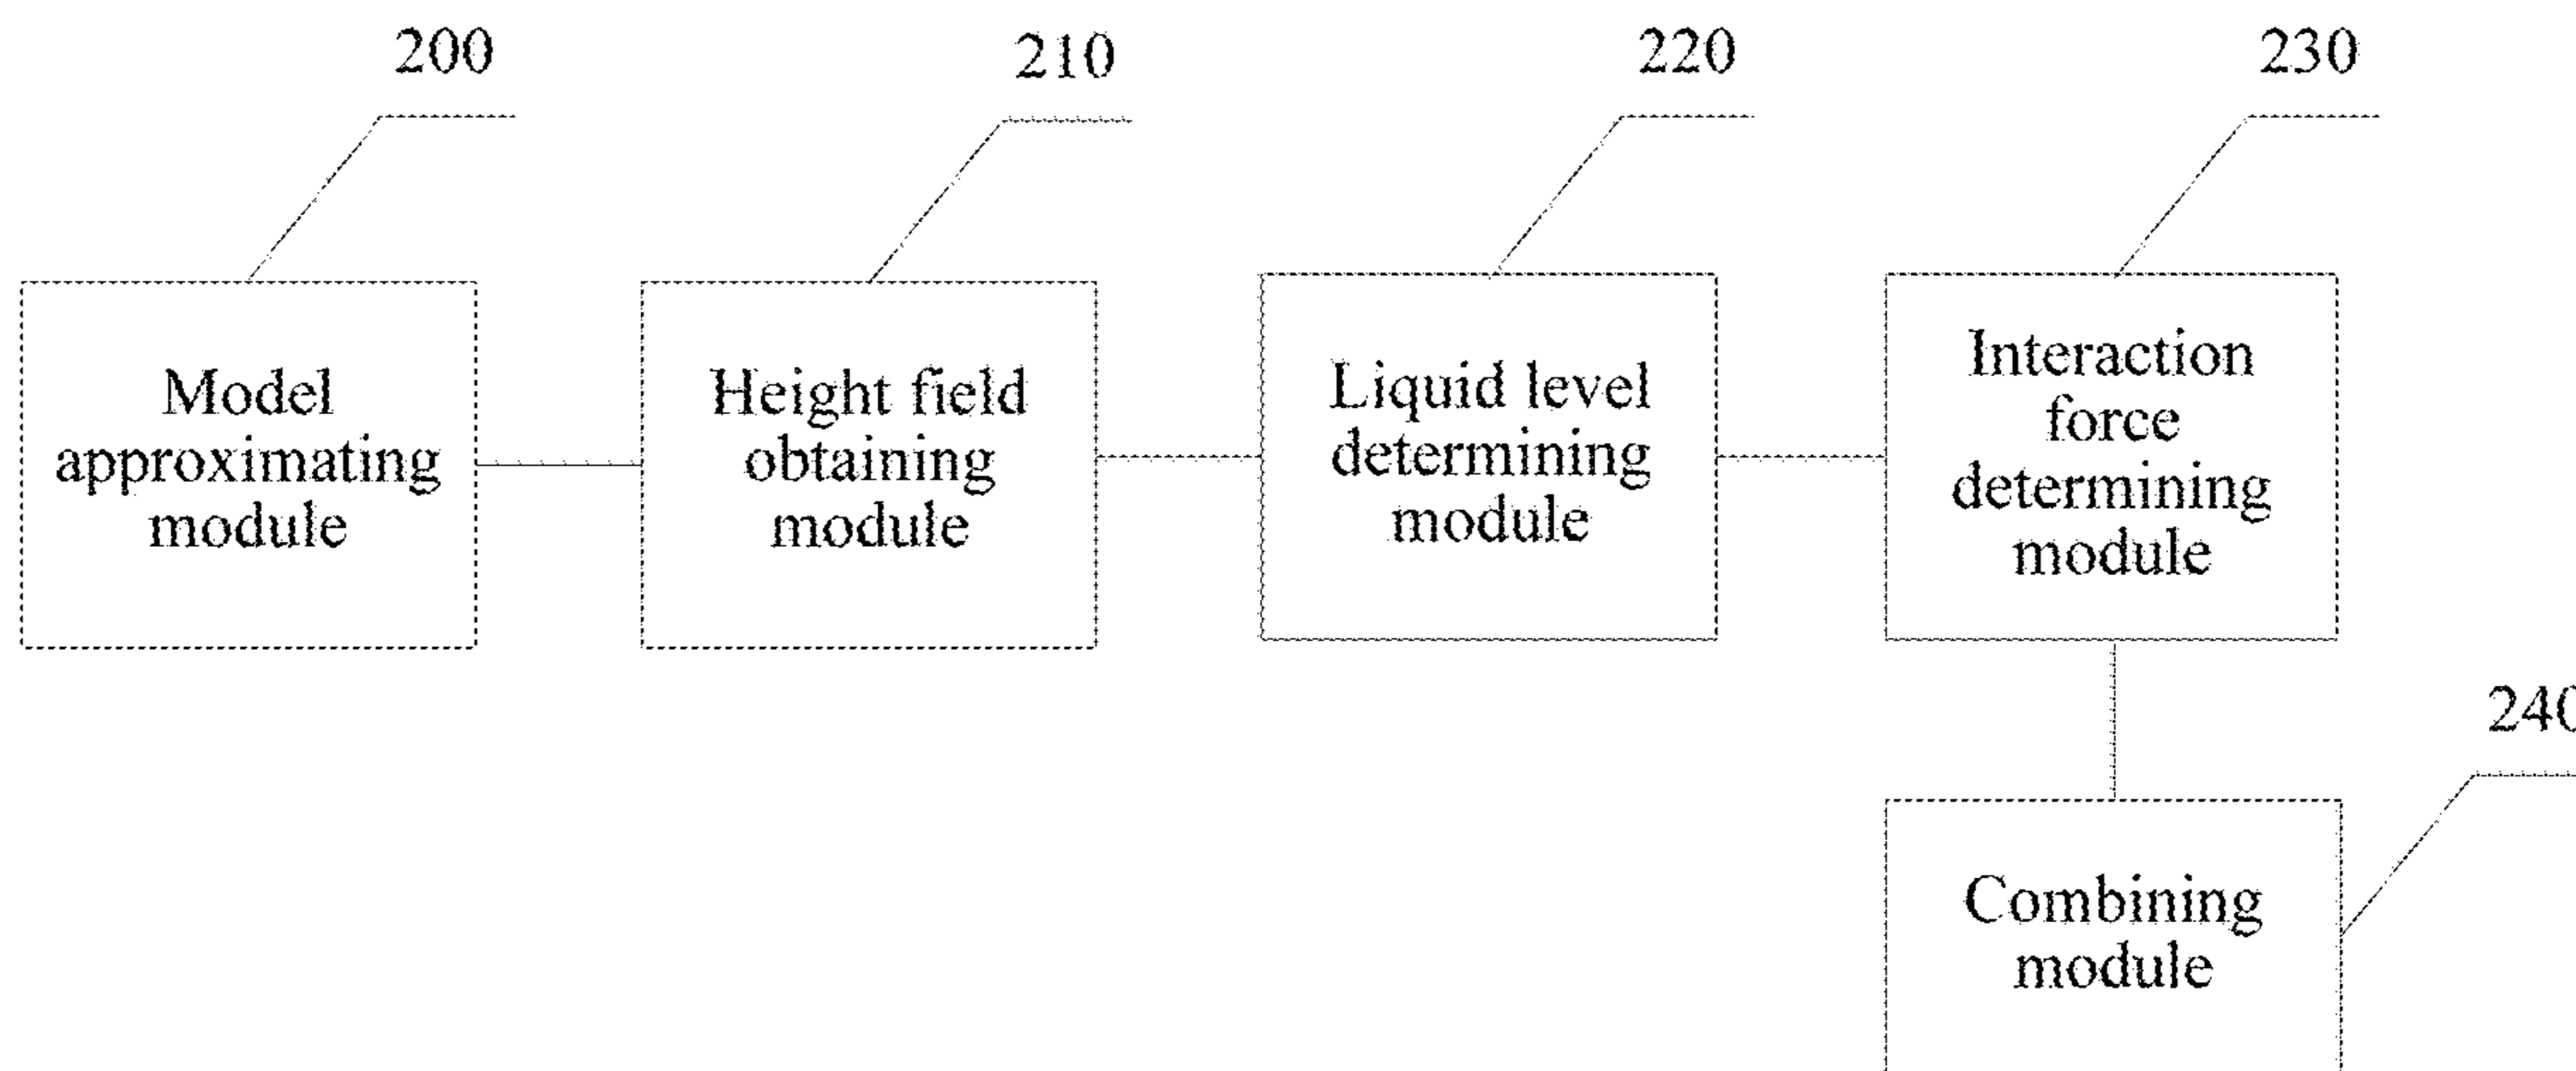 200
210
220
230
Model
approximating
module
Height field
obtaining
module
Liquid level
determining
module
Interaction
force
determining
module
240
Combining
module